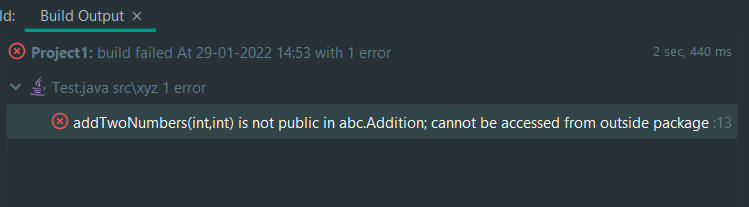 ld: Build Output ×
Project1: build failed At 29-01-2022 14:53 with 1 error 2 sec, 440 ms
Test.java src\xyz 1 error
addTwoNumbers(int,int) is not public in abc.Addition; cannot be accessed from outside package :13